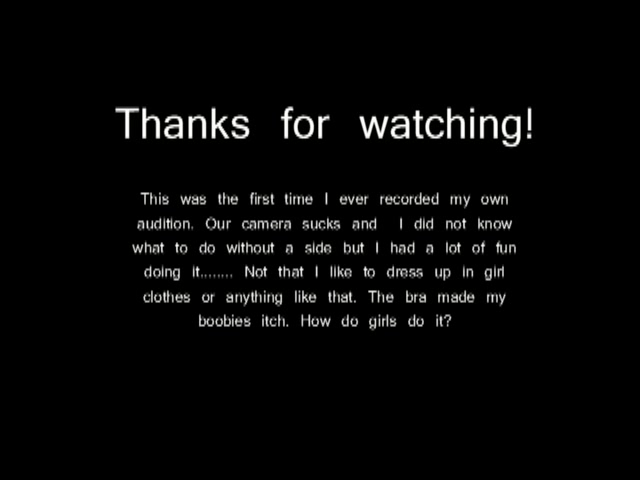 Thanks for watching!
This was the first time I ever recorded my own
audition. Our camera sucks and I did not know
what to do without a side but I had a lot of fun
doing it........ Not that I like to dress up in girl
clothes or anything like that. The bra made my
boobies itch. How do girls do it?